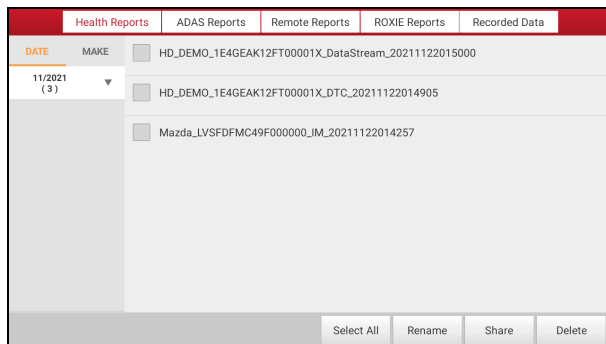 Health Reports ADAS Reports Remote Reports ROXIE Reports Recorded Data
DATE MAKE
HD_DEMO_1E4GEAK12FT00001X_DataStream_20211122015000
11/2021
( 3 )
HD_DEMO_1E4GEAK12FT00001X_DTC_20211122014905
Mazda_LVSFDFMC49F000000_IM_20211122014257
Select All Rename Share Delete